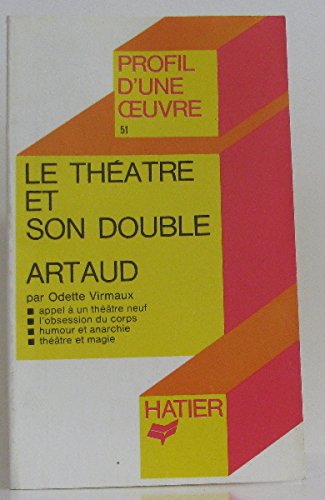 PROFIL
D'UNE
ŒUVRE
51
LE THÉATRE
ET
SON DOUBLE
ARTAUD
par Odette Virmaux
■ appel à un théâtre neuf
■ l'obsession du corps
■ humour et anarchie
■ théâtre et magie
HATIER